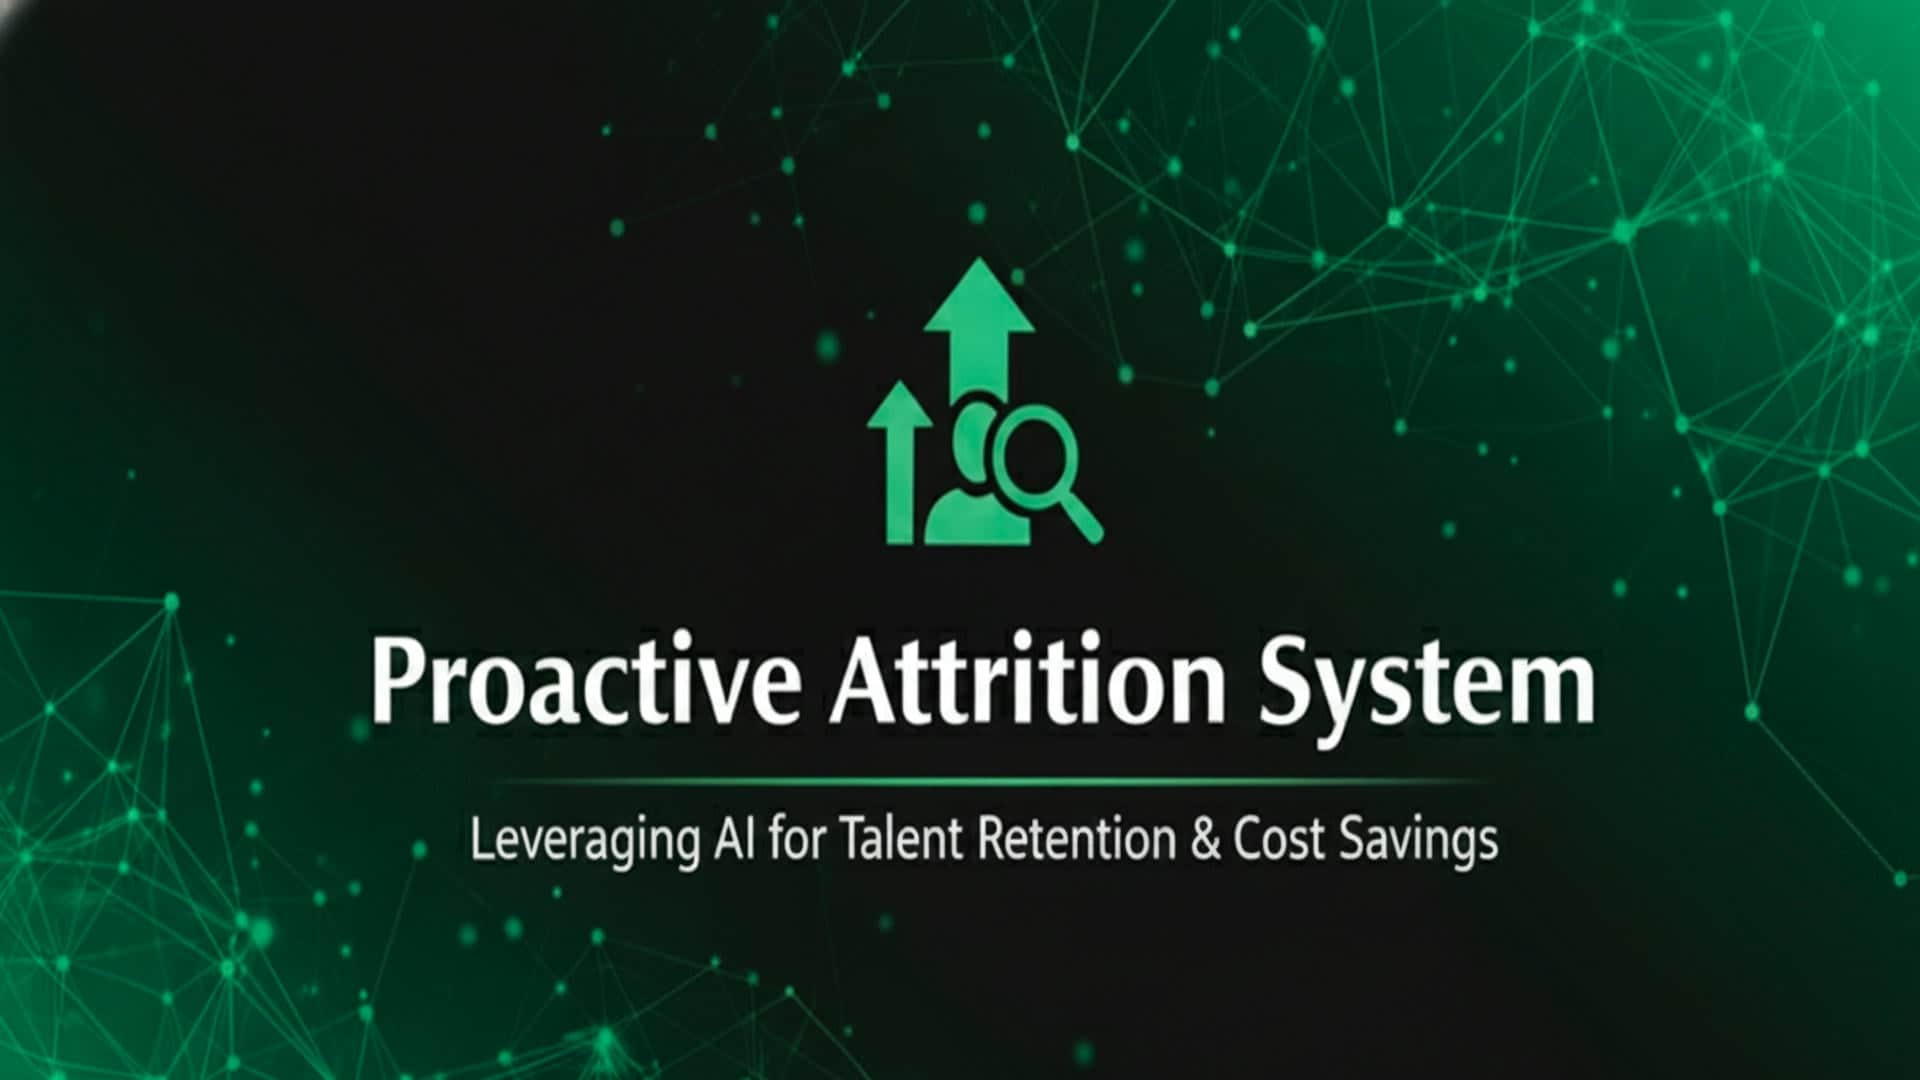 Proactive Attrition System
Leveraging AI for Talent Retention & Cost Savings